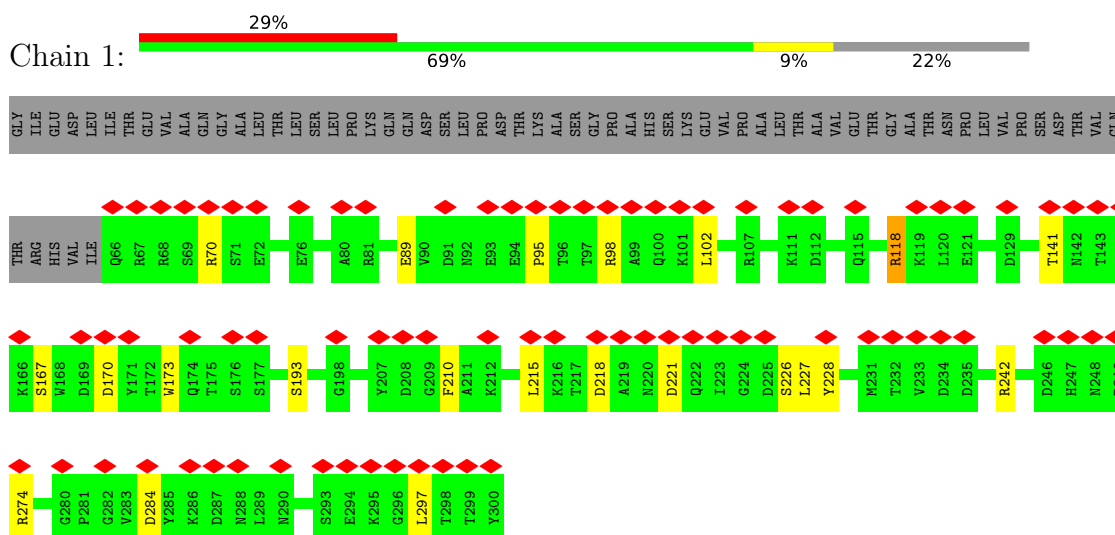 29%
Chain 1:
69% 9% 22%
GLY ILE GLU ASP LEU ILE THR GLU VAL ALA GLN GLY ALA LEU THR LEU SER LEU PRO LYS GLN GLN ASP SER LEU PRO ASP THR LYS ALA SER GLY PRO ALA HIS SER LYS GLU VAL PRO ALA LEU THR ALA VAL GLU THR GLY ALA THR ASN PRO LEU VAL PRO SER ASP THR VAL GLN
THR ARG HIS VAL ILE Q66 R67 R68 S69 R70 S71 E72 E76 A80 R81 E89 V90 D91 N92 E93 E94 P95 T96 T97 R98 A99 Q100 K101 L102 R107 K111 D112 Q115 R118 K119 L120 E121 D129 T141 N142 T143
K166 S167 W168 D169 D170 Y171 T172 W173 Q174 T175 S176 S177 S193 G198 Y207 D208 G209 F210 A211 K212 L215 K216 T217 D218 A219 N220 D221 Q222 I223 G224 D225 S226 L227 Y228 M231 T232 V233 D234 D235 R242 D246 H247 N248
R274 G280 P281 G282 V283 D284 Y285 K286 D287 N288 L289 N290 S293 E294 K295 G296 L297 T298 T299 Y300